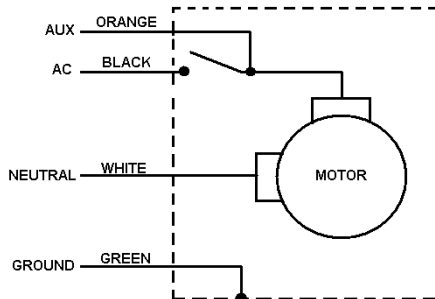 AUX ORANGE
AC BLACK
NEUTRAL WHITE
MOTOR
GROUND GREEN